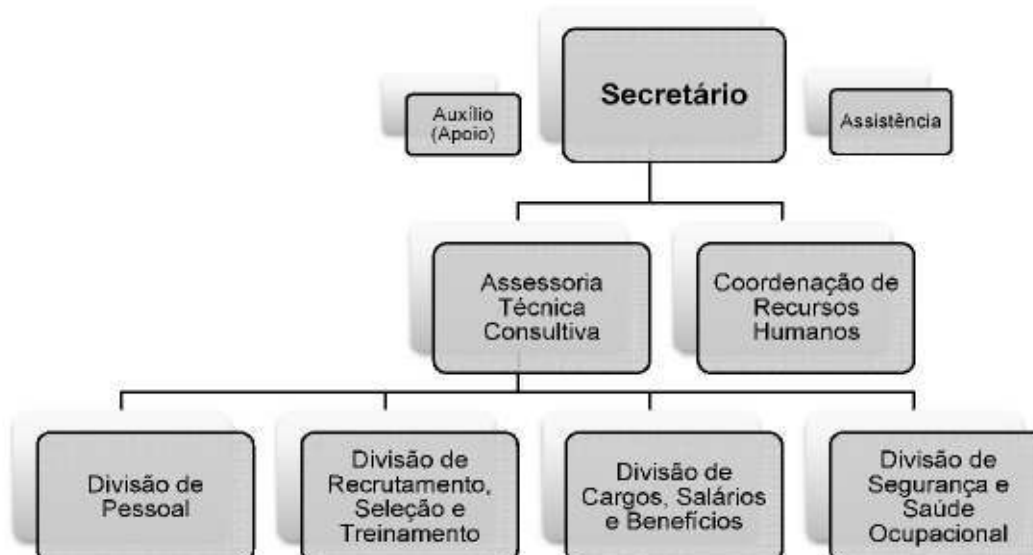 Secretário
Auxílio
(Apoio)
Assistência
Assessoria
Técnica
Consultiva
Coordenação de
Recursos
Humanos
Divisão de
Pessoal
Divisão de
Recrutamento,
Seleção e
Treinamento
Divisão de
Cargos, Salários
e Benefícios
Divisão de
Segurança e
Saúde
Ocupacional